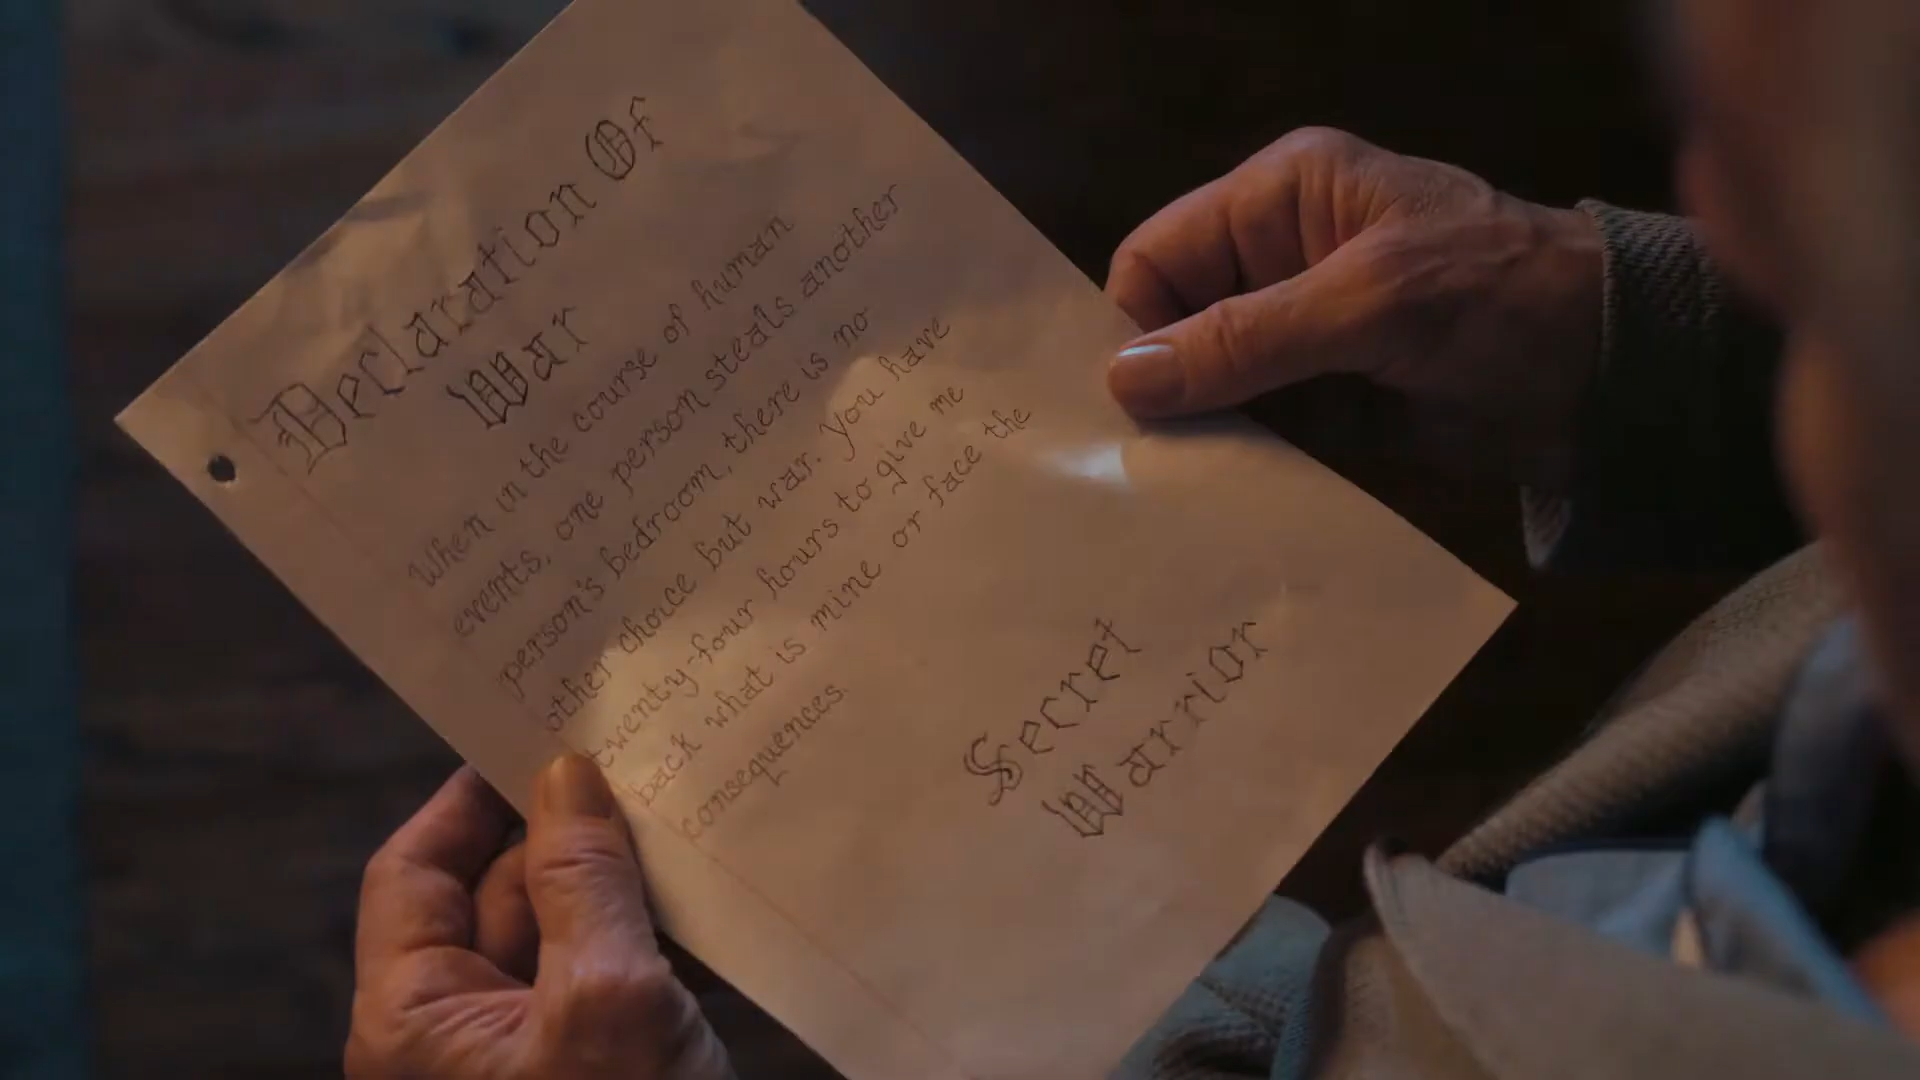 Declaration Of
War
When in the course of human
events, one person steals another
person's bedroom, there is no
other choice but war. You have
twenty-four hours to give me
back what is mine or face the
consequences.
Secret
Warrior